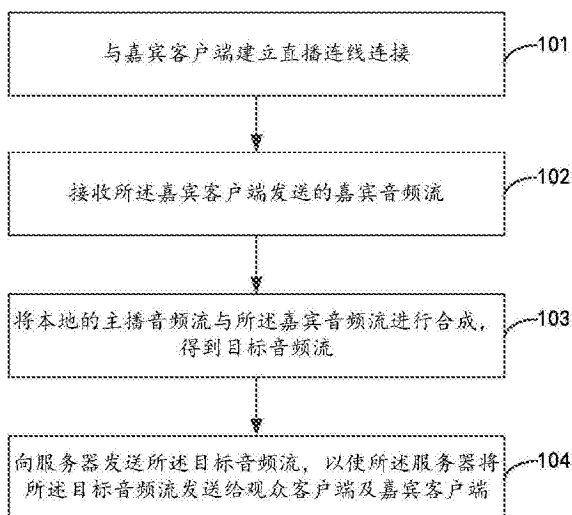 与嘉宾客户端建立直播连线连接
101
接收所述嘉宾客户端发送的嘉宾音频流
102
将本地的主播音频流与所述嘉宾音频流进行合成，
得到目标音频流
103
向服务器发送所述目标音频流，以使所述服务器将
所述目标音频流发送给观众客户端及嘉宾客户端
104